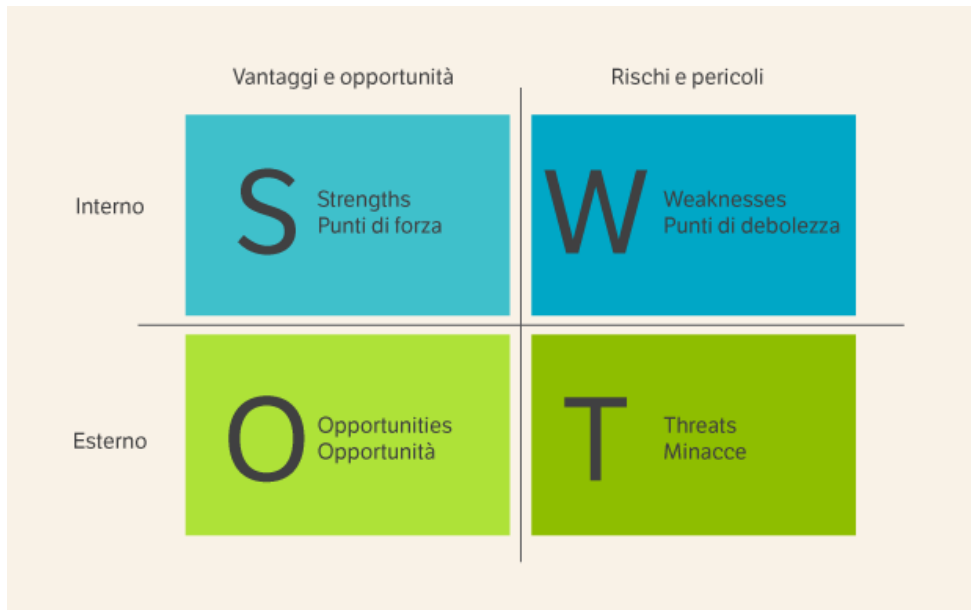 Vantaggi e opportunità
Rischi e pericoli
Interno
S
Strengths
Punti di forza
W
Weaknesses
Punti di debolezza
Esterno
O
Opportunities
Opportunità
T
Threats
Minacce